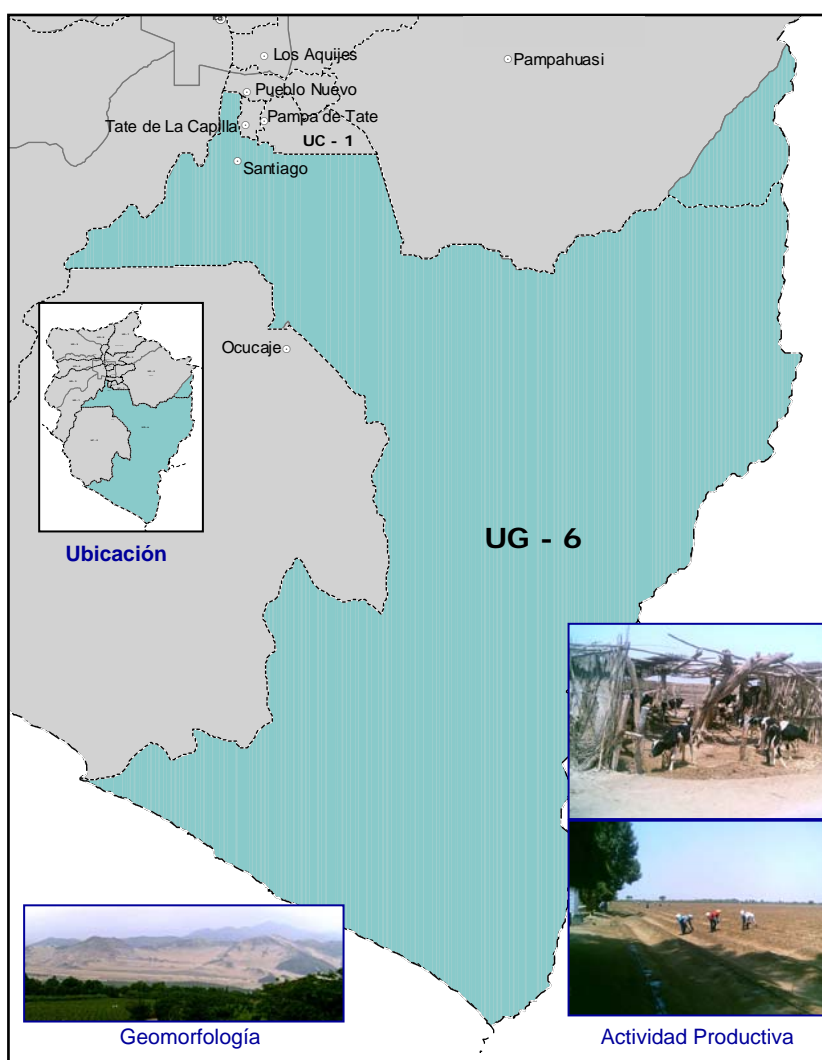 Los Aquijes
Pampahuasi
Pueblo Nuevo
Pampa de Tate
Tate de La Capilla
UC - 1
Santiago
Ocucaje
Ubicación
UG - 6
Geomorfología
Actividad Productiva